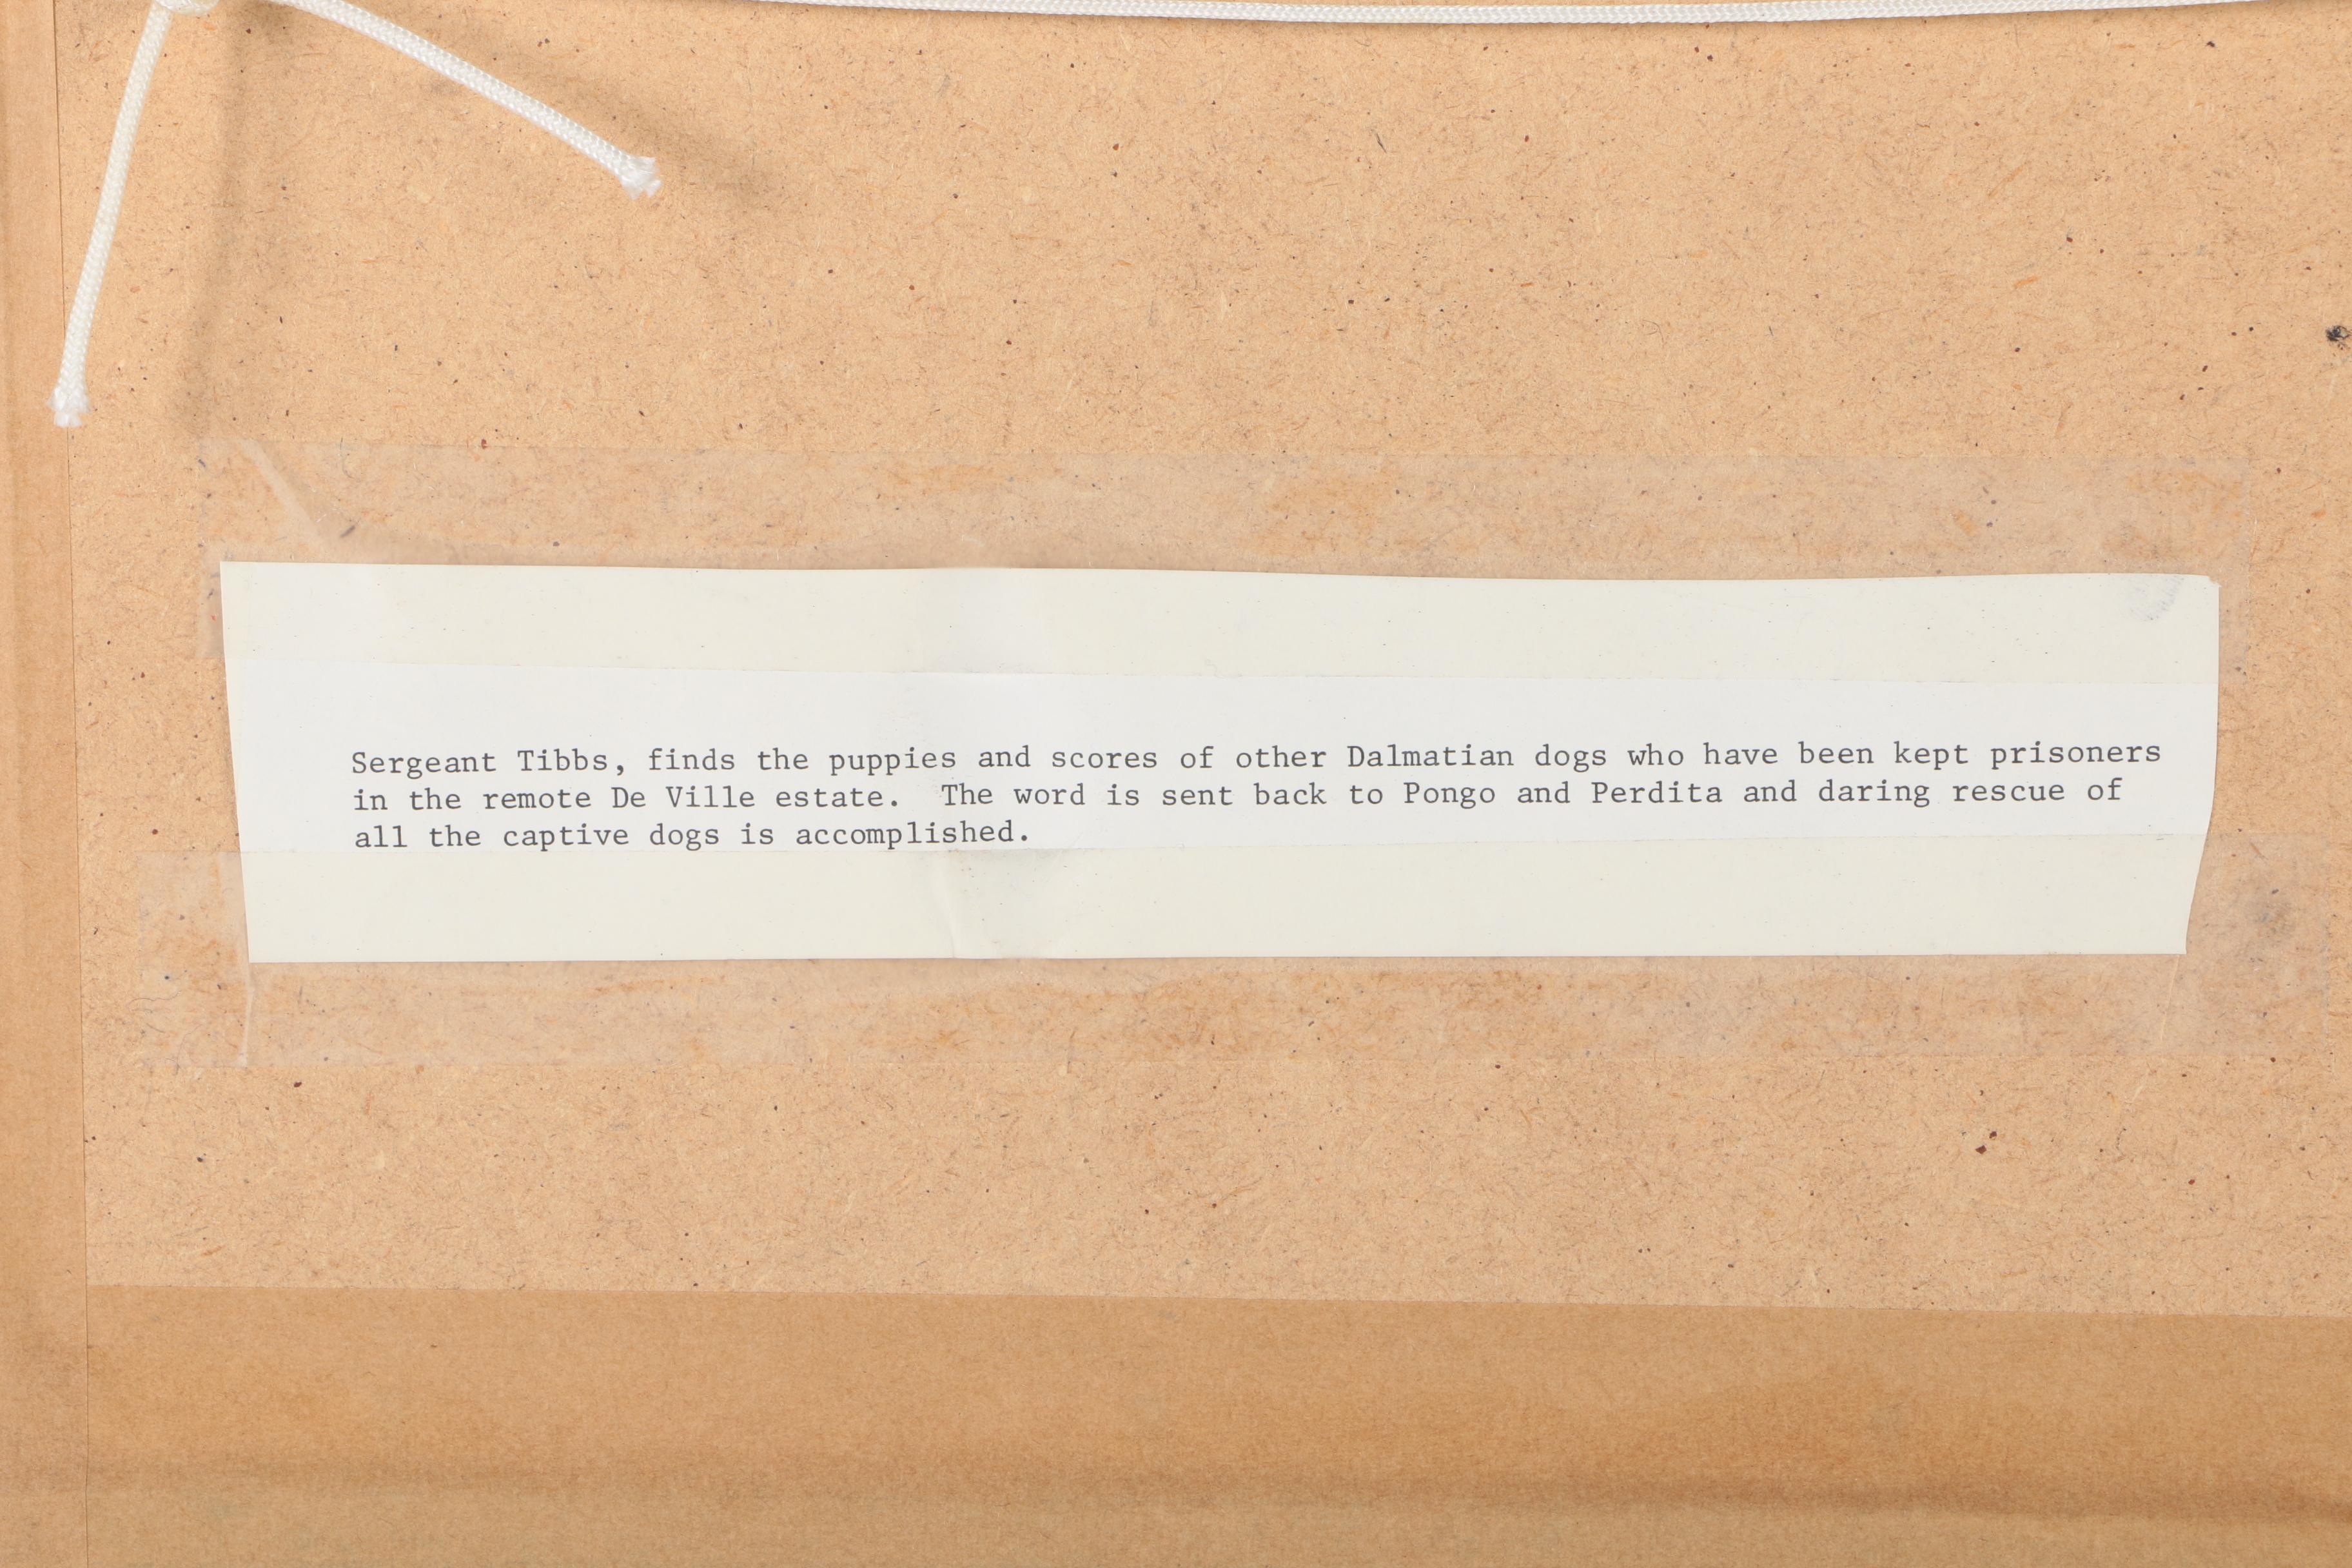 Sergeant Tibbs, finds the puppies and scores of other Dalmatian dogs who have been kept prisoners
in the remote De Ville estate.  The word is sent back to Pongo and Perdita and daring rescue of
all the captive dogs is accomplished.